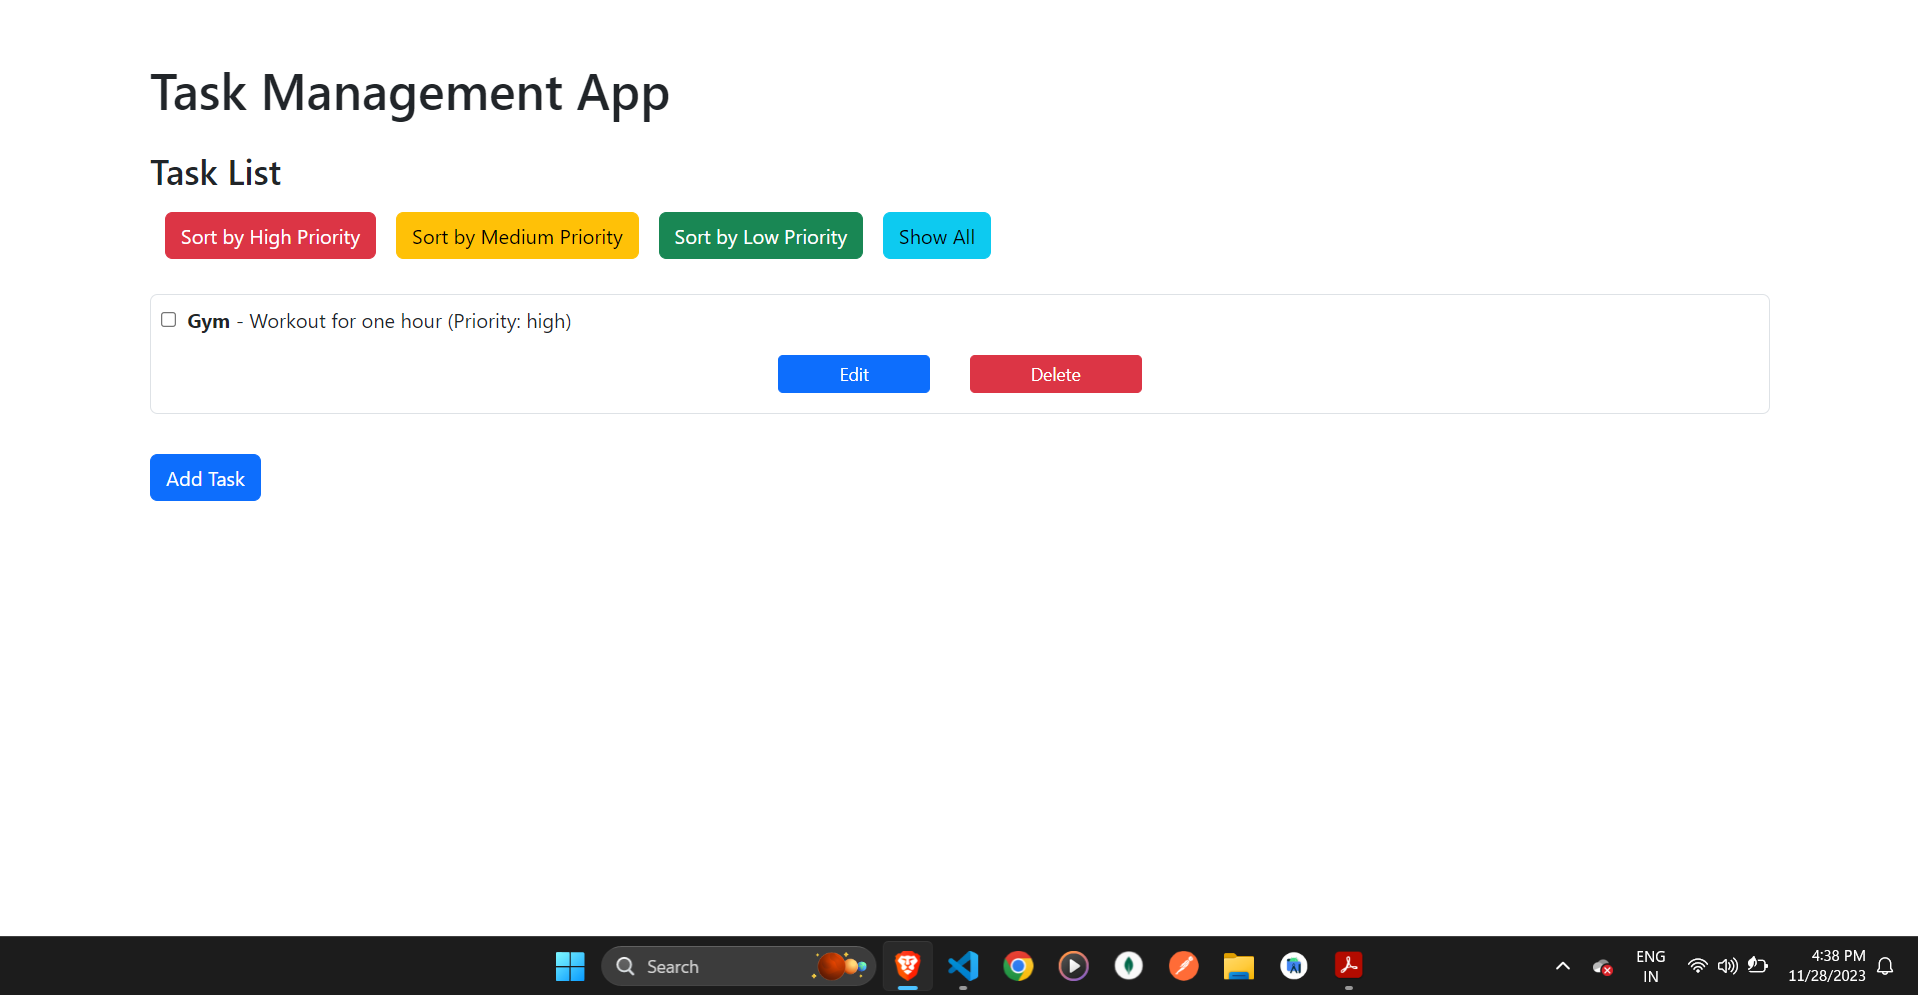 Task Management App
Task List
Sort by High Priority Sort by Medium Priority Sort by Low Priority Show All
Gym - Workout for one hour (Priority: high)
Edit Delete
Add Task
Search
AI
ENG
IN
4:38 PM
11/28/2023